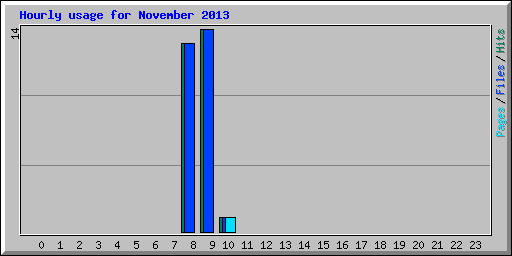 Hourly usage for November 2013
14
Pages/Files/Hits
0 1 2 3 4 5 6 7 8 9 10 11 12 13 14 15 16 17 18 19 20 21 22 23